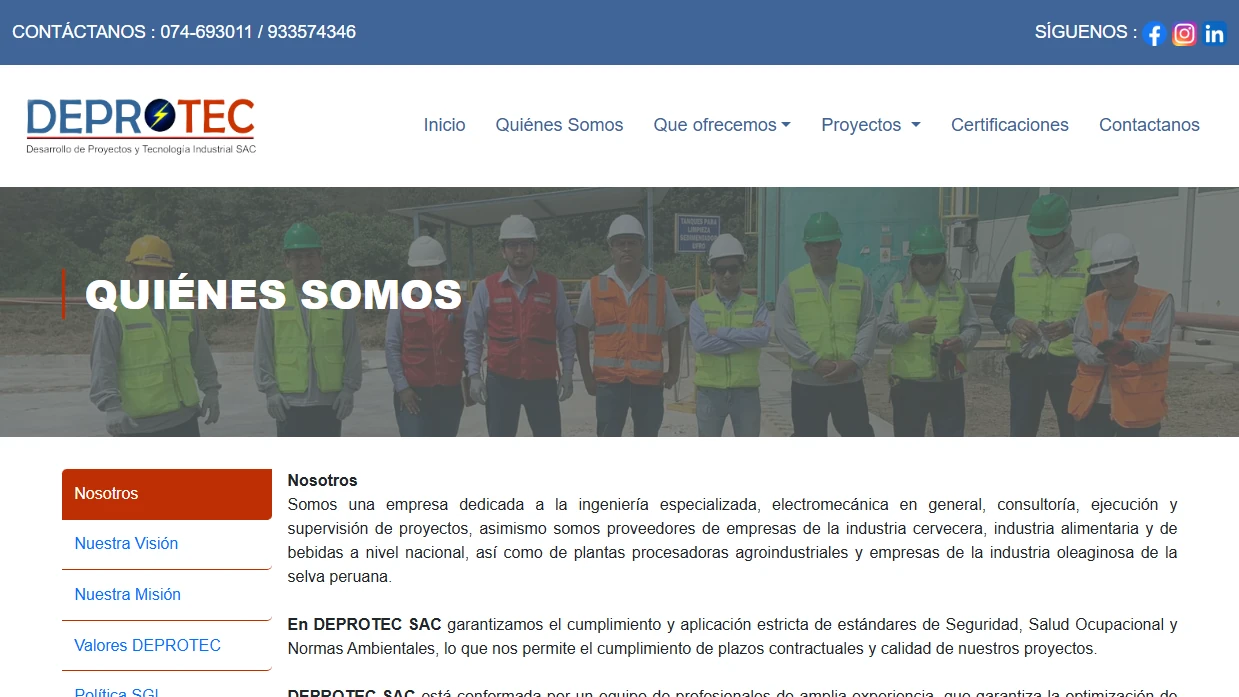 CONTÁCTANOS : 074-693011 / 933574346
SÍGUENOS :
DEPROTEC
Desarrollo de Proyectos y Tecnología Industrial SAC
Inicio
Quiénes Somos
Que ofrecemos
Proyectos
Certificaciones
Contactanos
TANQUES PARA
LIMPIEZA
QUIÉNES SOMOS
Nosotros
Nuestra Visión
Nuestra Misión
Valores DEPROTEC
Política SGI
Nosotros
Somos una empresa dedicada a la ingeniería especializada, electromecánica en general, consultoría, ejecución y
supervisión de proyectos, asimismo somos proveedores de empresas de la industria cervecera, industria alimentaria y de
bebidas a nivel nacional, así como de plantas procesadoras agroindustriales y empresas de la industria oleaginosa de la
selva peruana.
En DEPROTEC SAC garantizamos el cumplimiento y aplicación estricta de estándares de Seguridad, Salud Ocupacional y
Normas Ambientales, lo que nos permite el cumplimiento de plazos contractuales y calidad de nuestros proyectos.
DEPROTEC SAC está conformada por un equipo de profesionales de amplia experiencia, que garantiza la optimización de